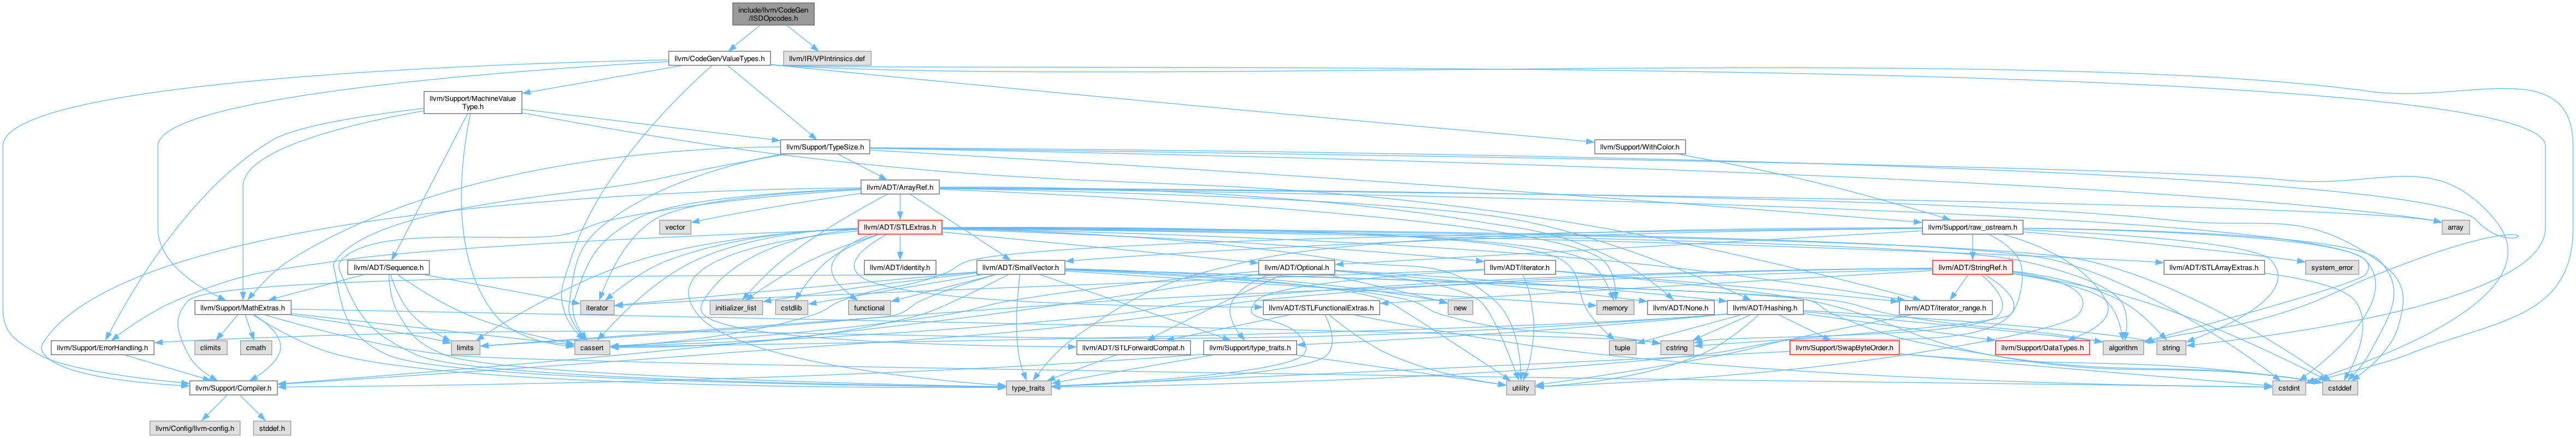 include/llvm/CodeGen
/ISDOpcodes.h
llvm/CodeGen/ValueTypes.h
llvm/IR/VPIntrinsics.def
llvm/Support/MachineValue
Type.h
llvm/Support/TypeSize.h
llvm/Support/WithColor.h
llvm/ADT/ArrayRef.h
vector
llvm/ADT/STLExtras.h
llvm/Support/raw_ostream.h
array
llvm/ADT/Sequence.h
llvm/ADT/identity.h
llvm/ADT/SmallVector.h
llvm/ADT/Optional.h
llvm/ADT/iterator.h
llvm/ADT/StringRef.h
llvm/ADT/STLArrayExtras.h
system_error
llvm/Support/MathExtras.h
iterator
initializer_list
cstdlib
functional
llvm/ADT/STLFunctionalExtras.h
new
memory
llvm/ADT/None.h
llvm/ADT/Hashing.h
llvm/ADT/iterator_range.h
llvm/Support/ErrorHandling.h
climits
cmath
limits
cassert
llvm/ADT/STLForwardCompat.h
llvm/Support/type_traits.h
tuple
cstring
llvm/Support/SwapByteOrder.h
llvm/Support/DataTypes.h
algorithm
string
llvm/Support/Compiler.h
type_traits
utility
cstdint
cstddef
llvm/Config/llvm-config.h
stddef.h